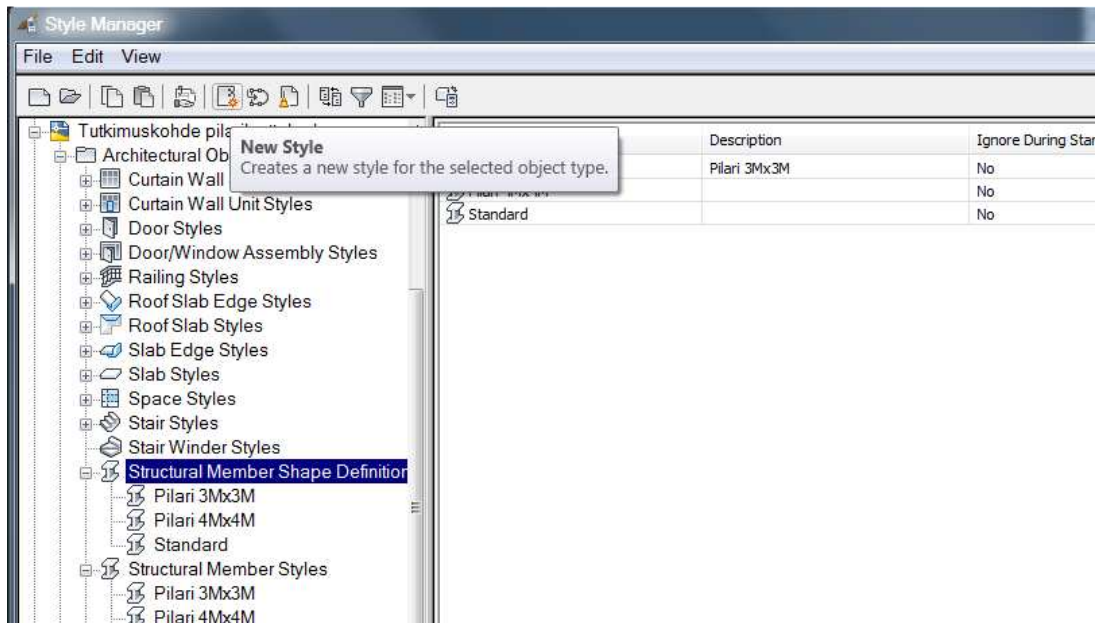 Style Manager
File Edit View
Tutkimuskohde
Architectural Ob
Curtain Wall
Curtain Wall Unit Styles
Door Styles
Door/Window Assembly Styles
Railing Styles
Roof Slab Edge Styles
Roof Slab Styles
Slab Edge Styles
Slab Styles
Space Styles
Stair Styles
Stair Winder Styles
Structural Member Shape Definition
Pilari 3Mx3M
Pilari 4Mx4M
Standard
Structural Member Styles
Pilari 3Mx3M
Pilari 4Mx4M
New Style
Creates a new style for the selected object type.
Description Ignore During Stan
Pilari 3Mx3M No
No
Standard No